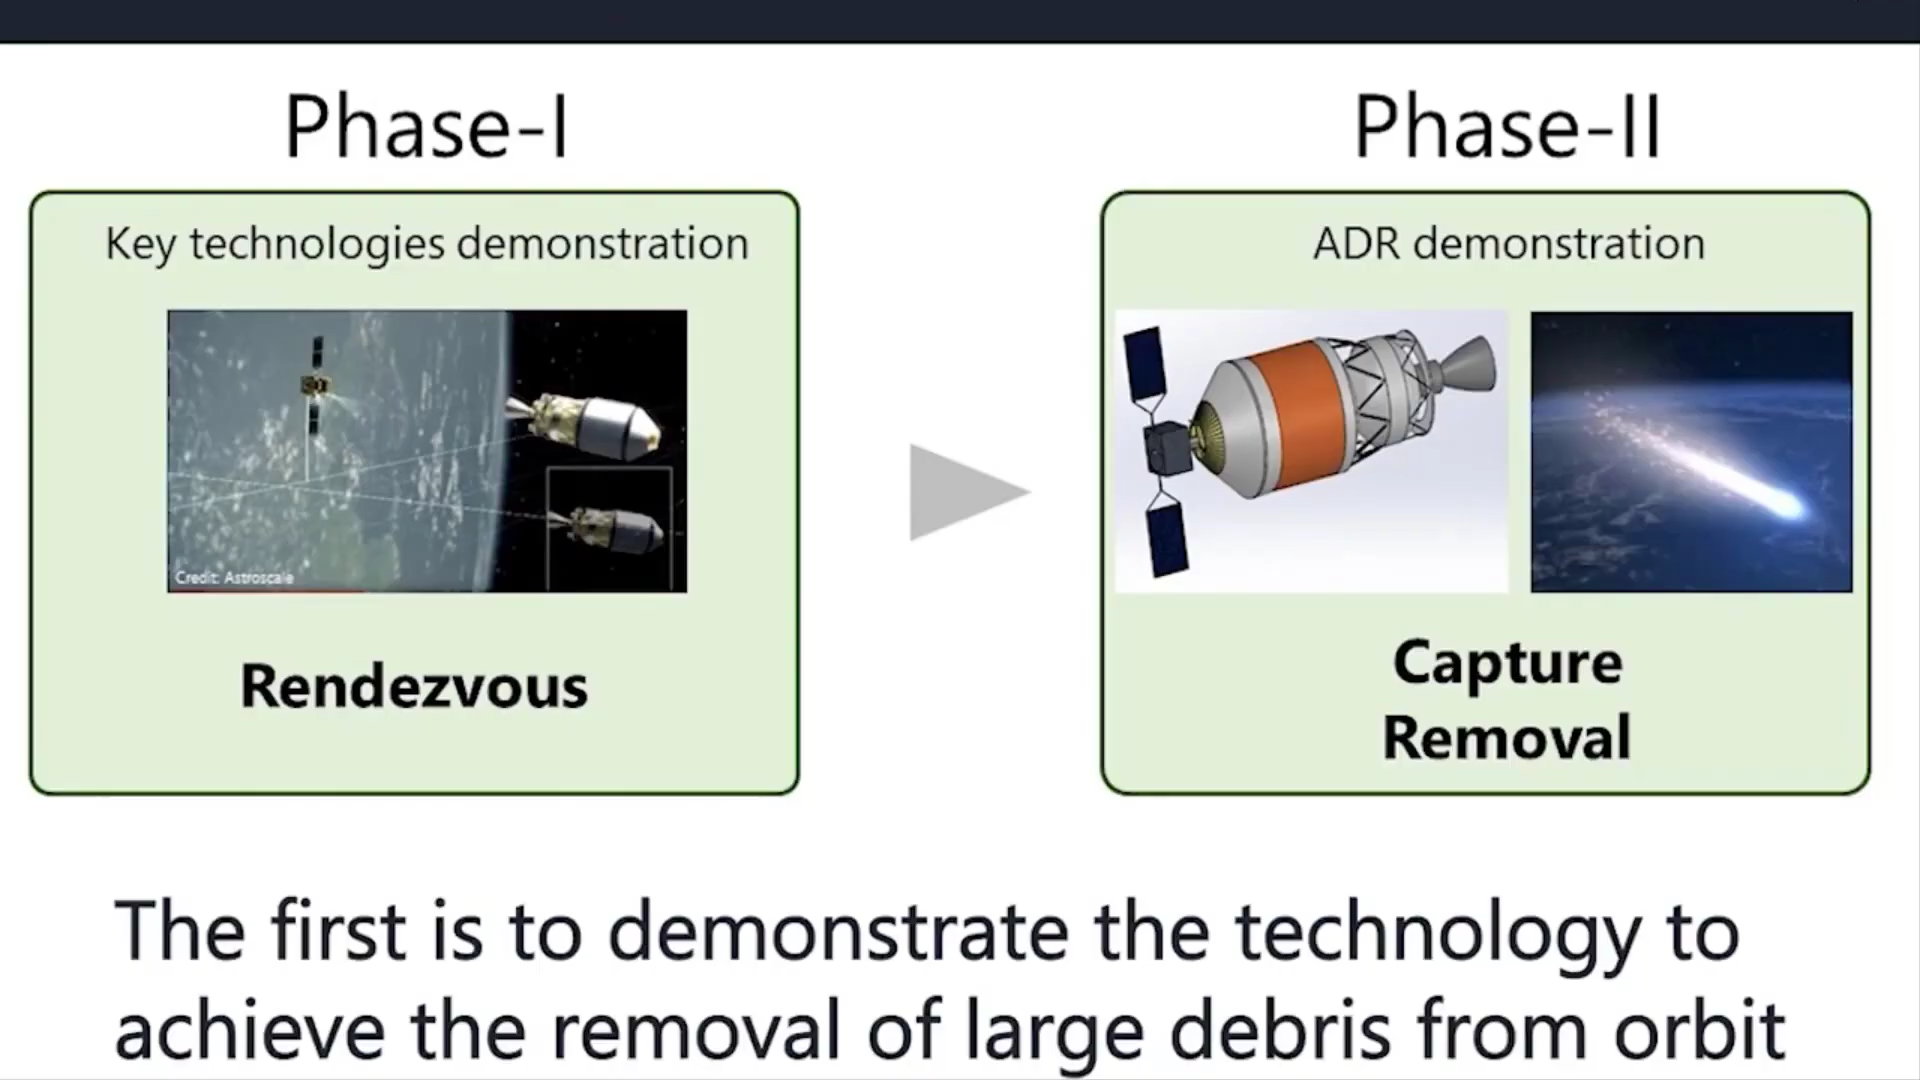 Phase-I
Key technologies demonstration
Credit: Astroscale
Rendezvous
Phase-II
ADR demonstration
Capture
Removal
The first is to demonstrate the technology to
achieve the removal of large debris from orbit